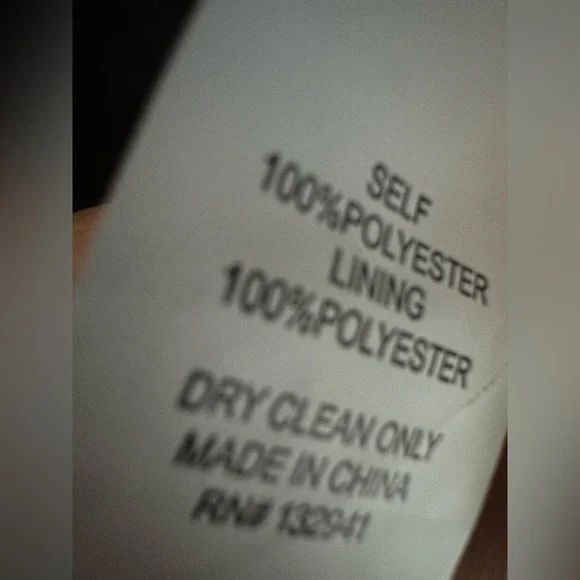 SELF
100%POLYESTER
LINING
100%POLYESTER
DRY CLEAN ONLY
MADE IN CHINA
RN# 132941